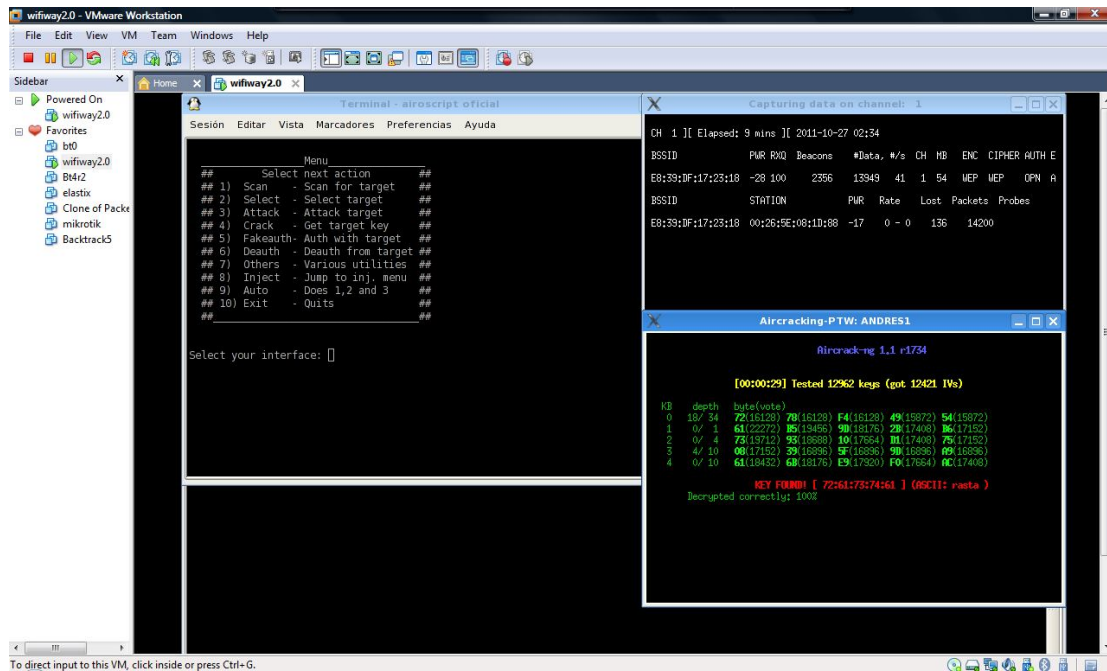 wifiway2.0 - VMware Workstation
File Edit View VM Team Windows Help
Sidebar
Powered On
wifiway2.0
Favorites
bt0
wifiway2.0
Bt4r2
elastix
Clone of Packe
mikrotik
Backtrack5
Home
wifiway2.0
Terminal - airoscript oficial
Sesión Editar Vista Marcadores Preferencias Ayuda
Menu
## Select next action ##
## 1) Scan - Scan for target ##
## 2) Select - Select target ##
## 3) Attack - Attack target ##
## 4) Crack - Get target key ##
## 5) Fakeauth- Auth with target ##
## 6) Deauth - Deauth from target ##
## 7) Others - Various utilities ##
## 8) Inject - Jump to inj. menu ##
## 9) Auto - Does 1,2 and 3 ##
## 10) Exit - Quits ##
## ##
Select your interface:
Capturing data on channel: 1
CH 1 ][ Elapsed: 9 mins ][ 2011-10-27 02:34
BSSID PWR RXQ Beacons #Data, #/s CH MB ENC CIPHER AUTH E
E8:39:DF:17:23:18 -28 100 2356 13949 41 1 54 WEP WEP OPN A
BSSID STATION PWR Rate Lost Packets Probes
E8:39:DF:17:23:18 00:26:5E:08:1D:88 -17 0 - 0 136 14200
Aircracking-PTW: ANDRES1
Aircrack-ng 1.1 r1734
[00:00:29] Tested 12962 keys (got 12421 IVs)
KB depth byte(vote)
0 18/ 34 72(16128) 78(16128) F4(16128) 49(15872) 54(15872)
1 0/ 1 61(22272) B5(19456) 9D(18176) 2B(17408) B6(17152)
2 0/ 4 73(19712) 93(18688) 10(17664) D1(17408) 75(17152)
3 4/ 10 08(17152) 39(16896) 5F(16896) 9D(16896) A9(16896)
4 0/ 10 61(18432) 6B(18176) E9(17920) F0(17664) AC(17408)
KEY FOUND! [ 72:61:73:74:61 ] (ASCII: rasta )
Decrypted correctly: 100%
To direct input to this VM, click inside or press Ctrl+G.